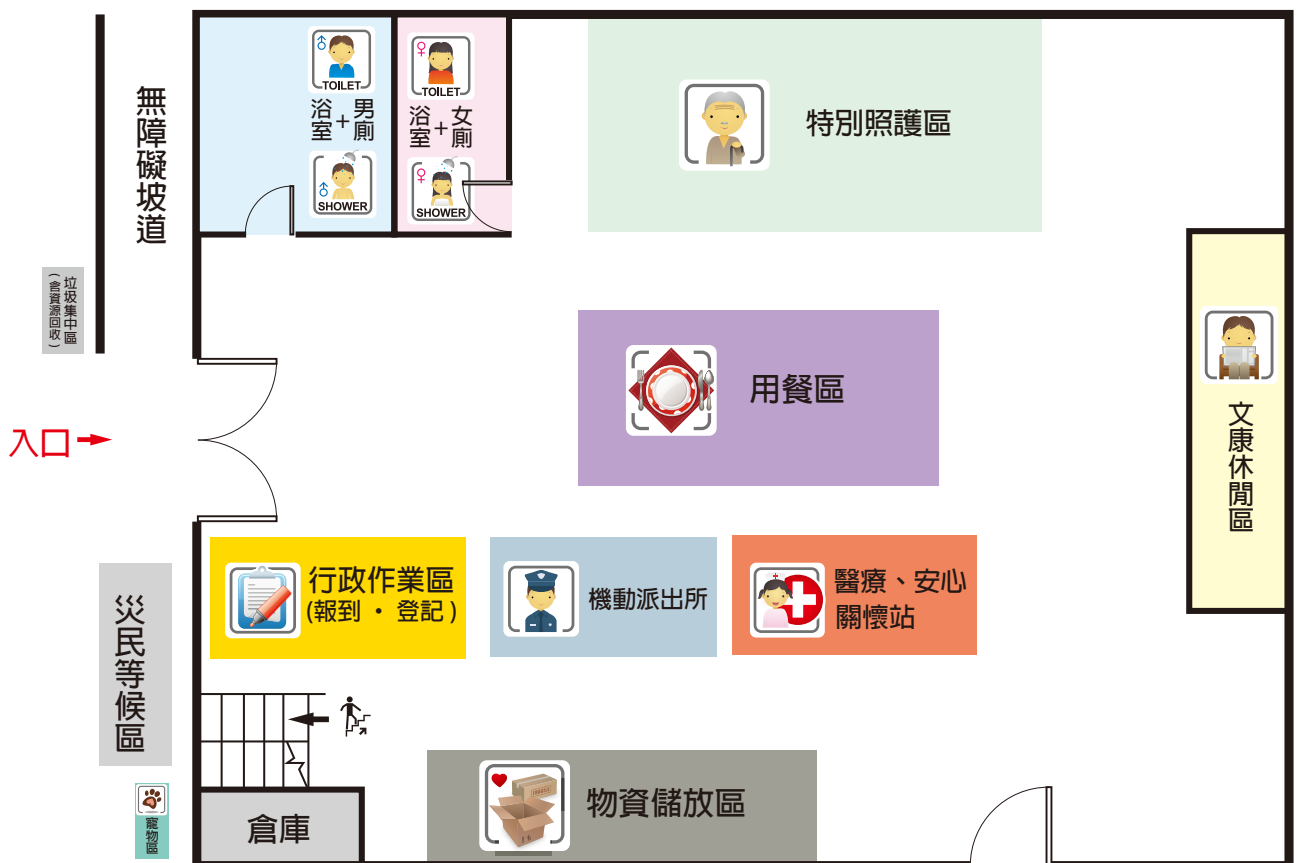 無障礙坡道
垃圾集中區
(含資源回收)
入口
災民等候區
寵物區
TOILET
男廁
+
浴室
SHOWER
TOILET
女廁
+
浴室
SHOWER
特別照護區
用餐區
文康休閒區
行政作業區
(報到 · 登記)
機動派出所
醫療、安心
關懷站
倉庫
物資儲放區